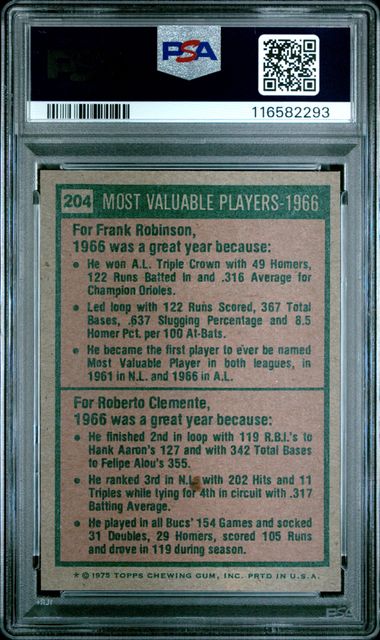 PSA
116582293
204 MOST VALUABLE PLAYERS-1966
For Frank Robinson,
1966 was a great year because:
• He won A.L. Triple Crown with 49 Homers,
122 Runs Batted In and .316 Average for
Champion Orioles.
• Led loop with 122 Runs Scored, 367 Total
Bases, .637 Slugging Percentage and 8.5
Homer Pct. per 100 At-Bats.
• He became the first player to ever be named
Most Valuable Player in both leagues, in
1961 in N.L. and 1966 in A.L.
For Roberto Clemente,
1966 was a great year because:
• He finished 2nd in loop with 119 R.B.I.'s to
Hank Aaron's 127 and with 342 Total Bases
to Felipe Alou's 355.
• He ranked 3rd in N.L. with 202 Hits and 11
Triples while tying for 4th in circuit with .317
Batting Average.
• He played in all Bucs' 154 Games and socked
31 Doubles, 29 Homers, scored 105 Runs
and drove in 119 during season.
* © 1975 TOPPS CHEWING GUM, INC. PRTD IN U.S.A.
PSA